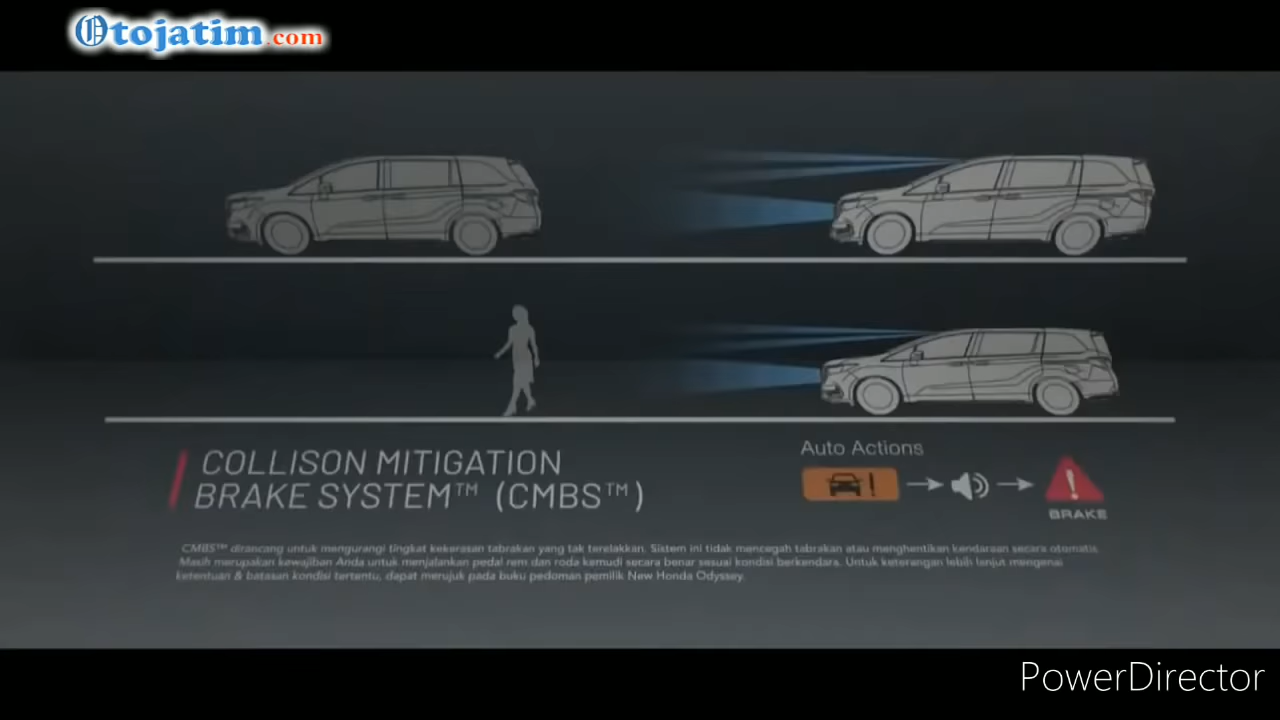 Otojatim.com
COLLISON MITIGATION
BRAKE SYSTEM™ (CMBS™)
Auto Actions
BRAKE
CMBS™ dirancang untuk mengurangi tingkat kekerasan tabrakan yang tak terelakkan. Sistem ini tidak mencegah tabrakan atau menghentikan kendaraan secara otomatis.
Masih merupakan kewajiban Anda untuk menjalankan pedal rem dan roda kemudi secara benar sesuai kondisi berkendara. Untuk keterangan lebih lanjut mengenai
ketentuan & batasan kondisi tertentu, dapat merujuk pada buku pedoman pemilik New Honda Odyssey.
PowerDirector